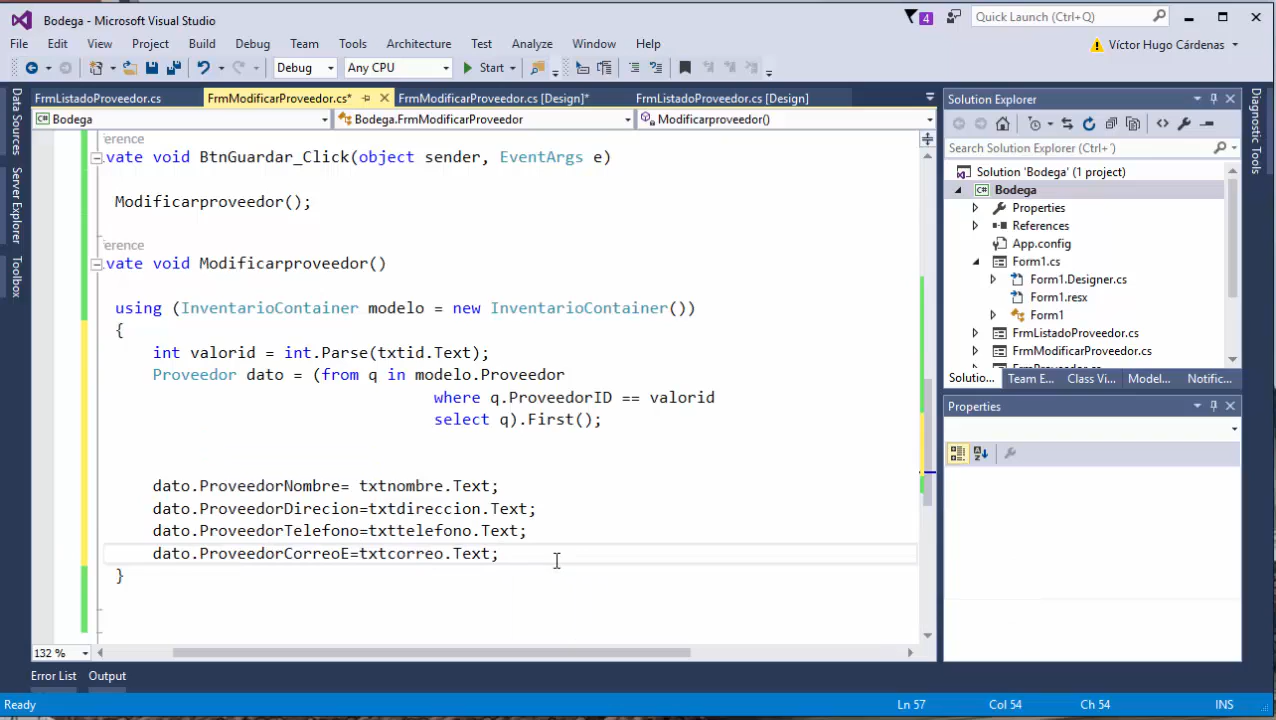 Bodega - Microsoft Visual Studio
4
Quick Launch (Ctrl+Q)
File Edit View Project Build Debug Team Tools Architecture Test Analyze Window Help
Víctor Hugo Cárdenas
Debug Any CPU Start
FrmListadoProveedor.cs FrmModificarProveedor.cs* FrmModificarProveedor.cs [Design]* FrmListadoProveedor.cs [Design]
Bodega Bodega.FrmModificarProveedor Modificarproveedor()
erence
vate void BtnGuardar_Click(object sender, EventArgs e)
Modificarproveedor();
erence
vate void Modificarproveedor()
using (InventarioContainer modelo = new InventarioContainer())
{
int valorid = int.Parse(txtid.Text);
Proveedor dato = (from q in modelo.Proveedor
where q.ProveedorID == valorid
select q).First();
dato.ProveedorNombre= txtnombre.Text;
dato.ProveedorDirecion=txtdireccion.Text;
dato.ProveedorTelefono=txttelefono.Text;
dato.ProveedorCorreoE=txtcorreo.Text;
}
132 %
Data Sources
Server Explorer
Toolbox
Solution Explorer
Search Solution Explorer (Ctrl+´)
Solution 'Bodega' (1 project)
C# Bodega
Properties
References
App.config
Form1.cs
Form1.Designer.cs
Form1.resx
Form1
FrmListadoProveedor.cs
FrmModificarProveedor.cs
Solutio... Team E... Class Vi... Model... Notific...
Properties
Diagnostic Tools
Error List Output
Ready Ln 57 Col 54 Ch 54 INS